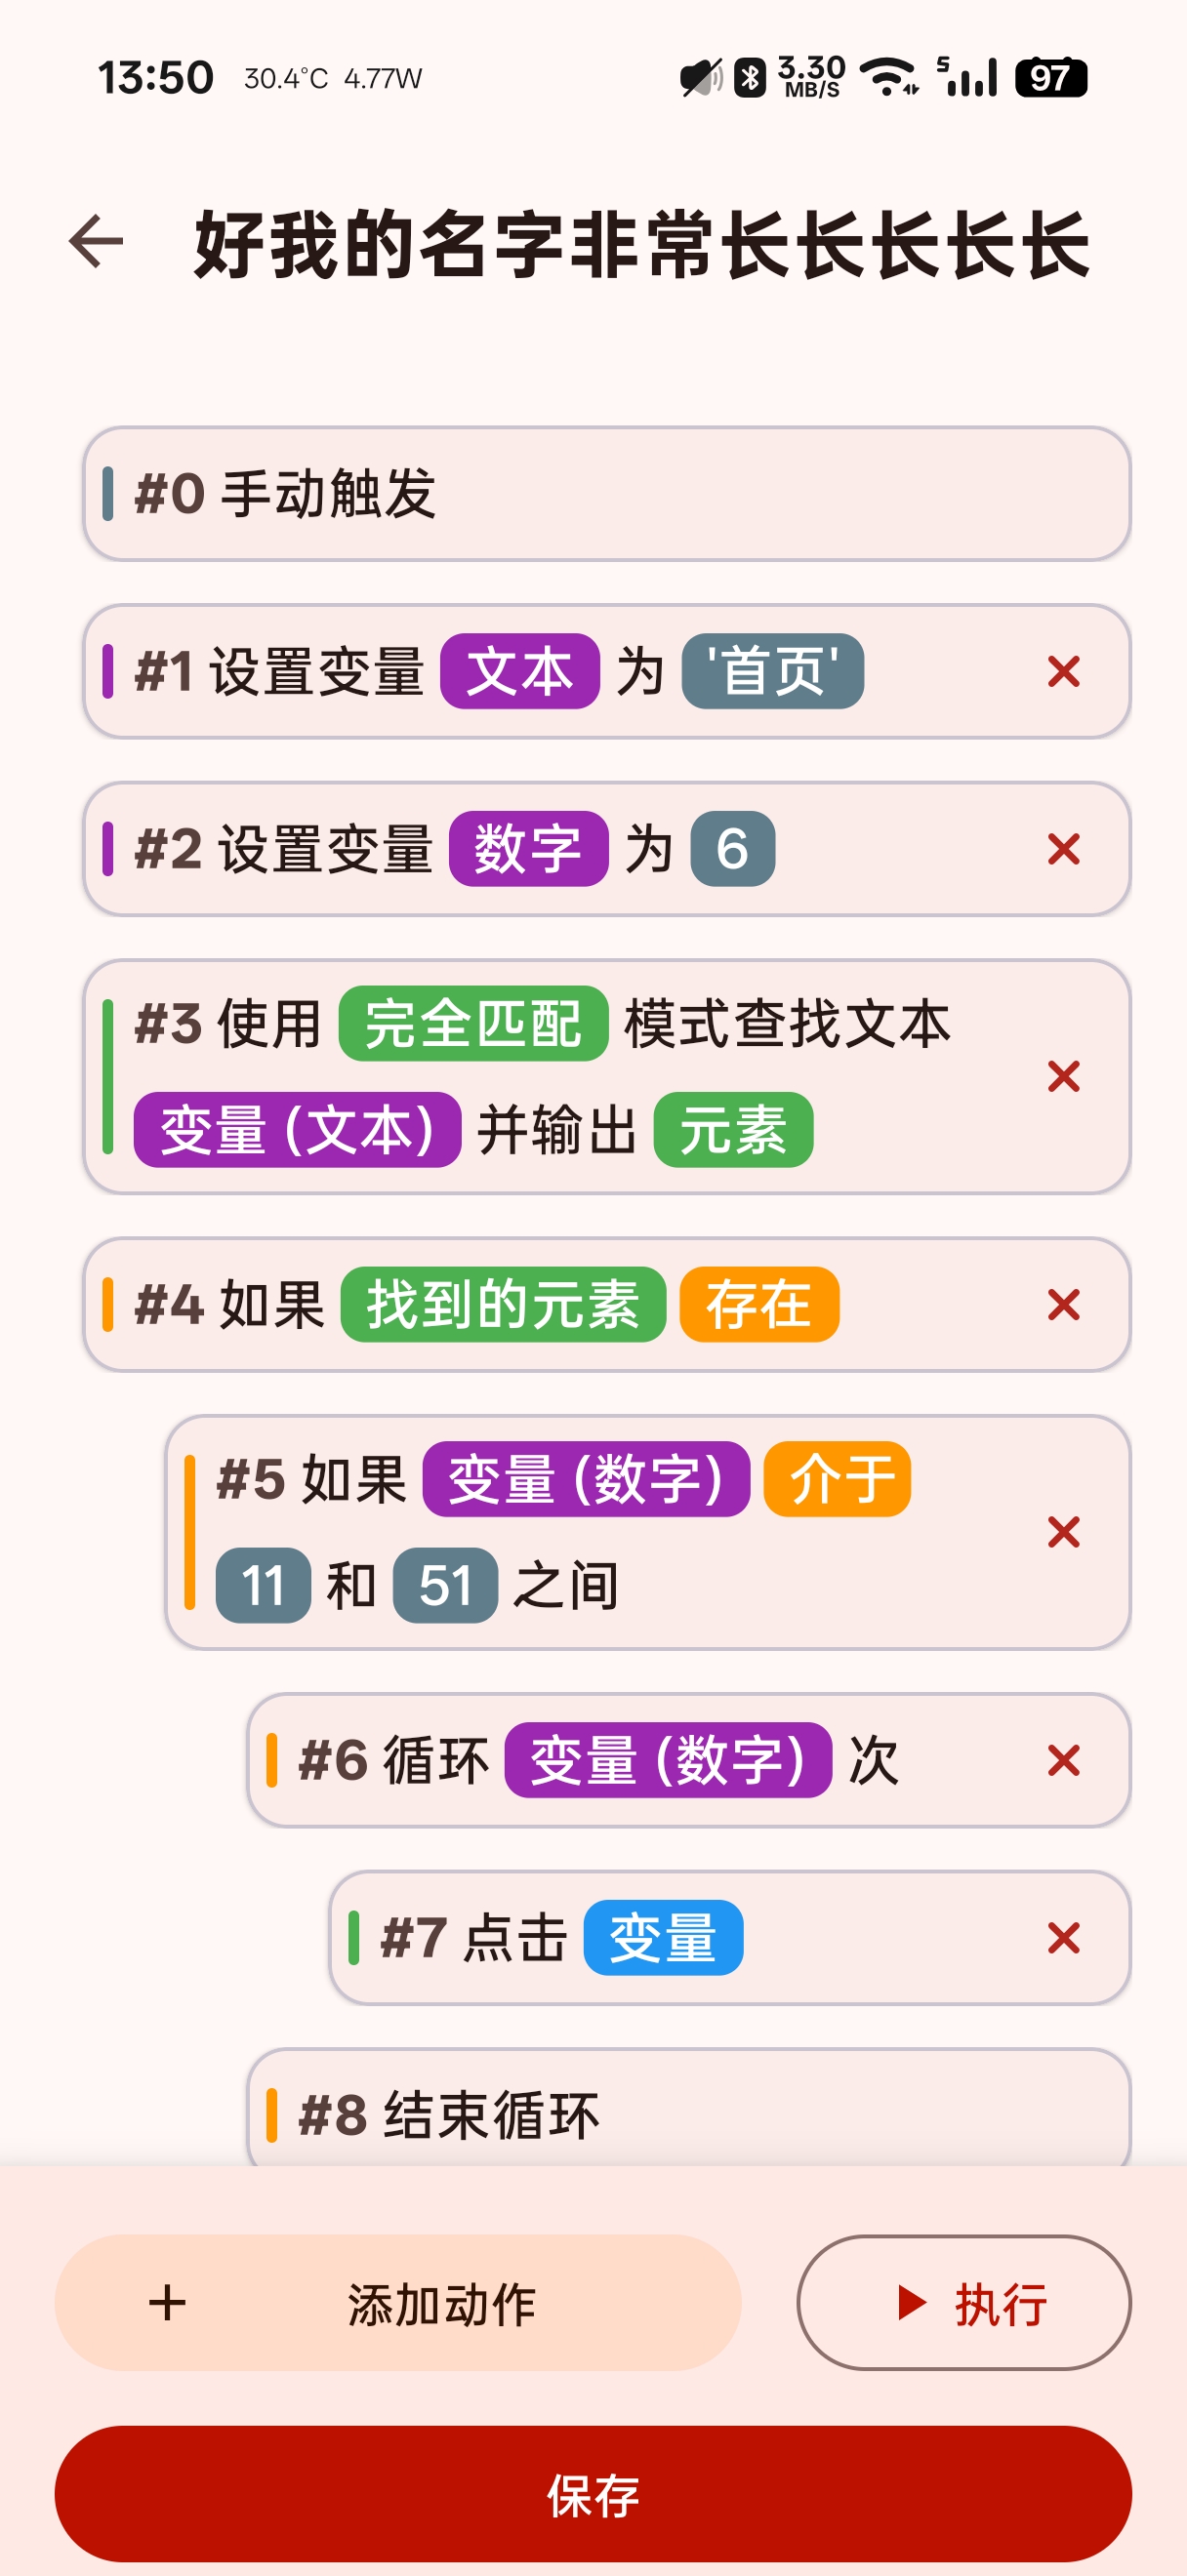 13:50 30.4°C 4.77W 3.30 MB/S 5 97
好我的名字非常长长长长长
#0 手动触发
#1 设置变量 文本 为 '首页'
#2 设置变量 数字 为 6
#3 使用 完全匹配 模式查找文本
变量 (文本) 并输出 元素
#4 如果 找到的元素 存在
#5 如果 变量 (数字) 介于
11 和 51 之间
#6 循环 变量 (数字) 次
#7 点击 变量
#8 结束循环
添加动作 执行
保存